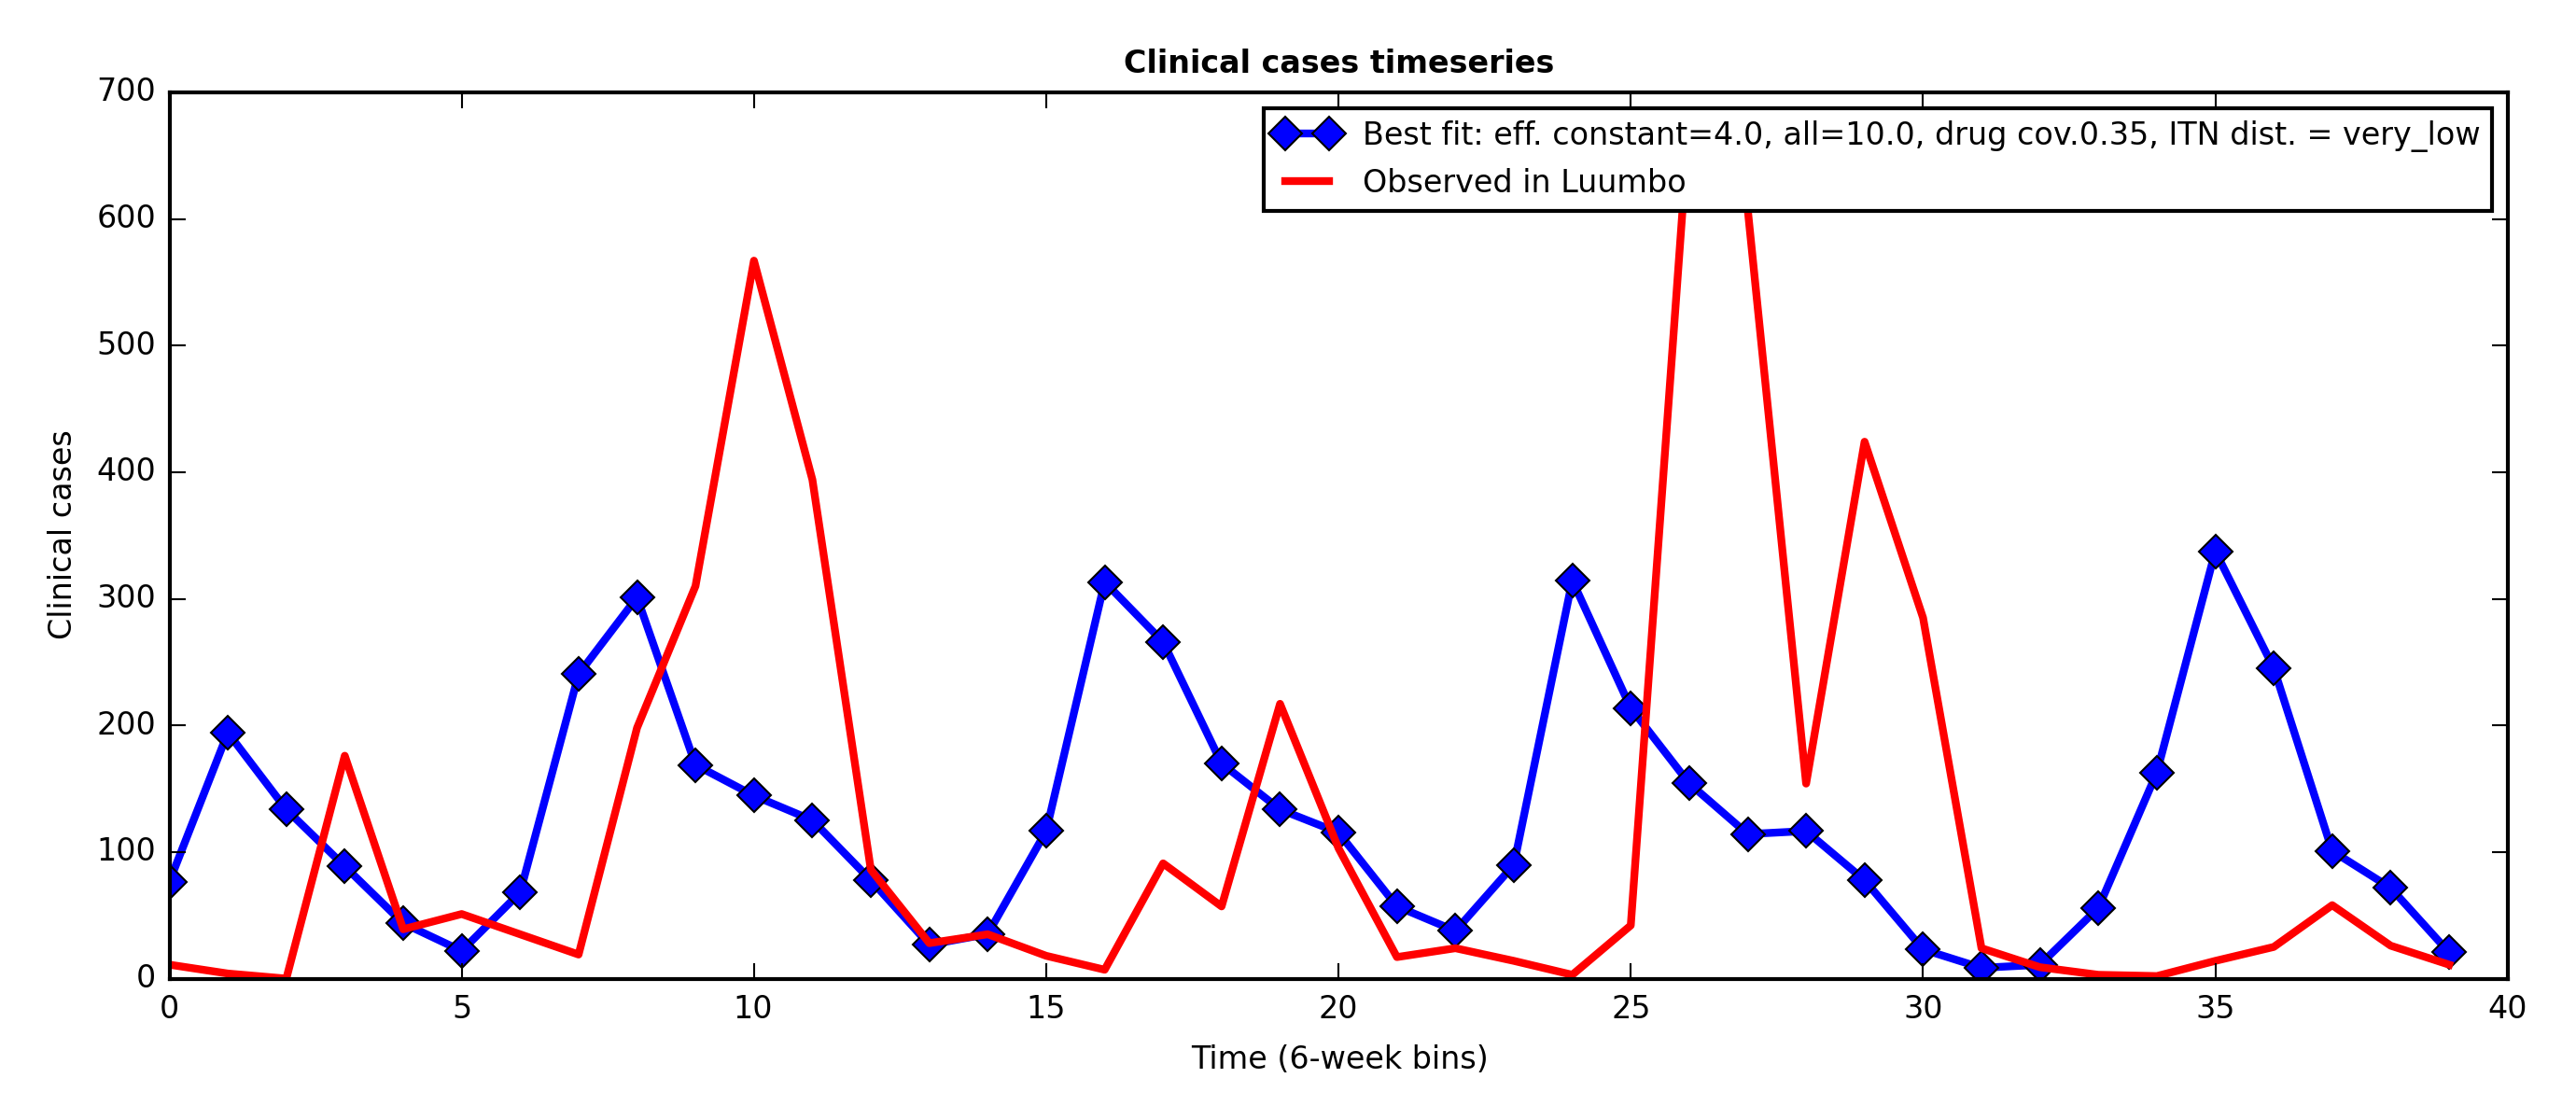 Clinical cases timeseries
700
600
500
400
300
200
100
0
Clinical cases
Best fit: eff. constant=4.0, all=10.0, drug cov.0.35, ITN dist. = very_low
Observed in Luumbo
0 5 10 15 20 25 30 35 40
Time (6-week bins)